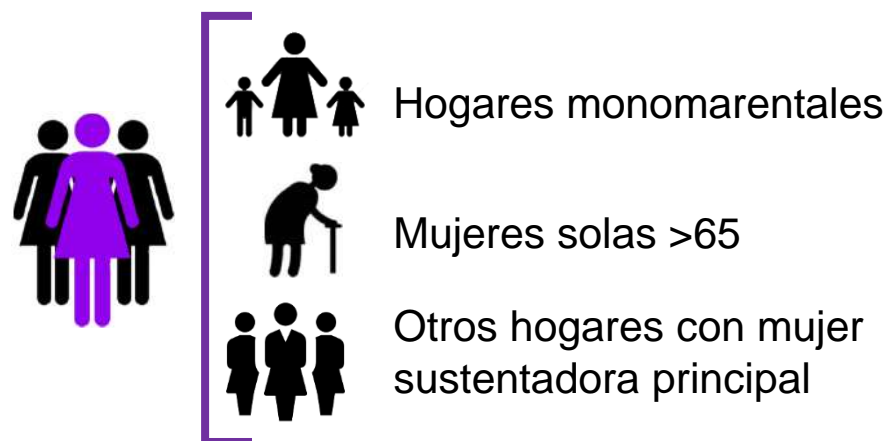 Hogares monomarentales
Mujeres solas >65
Otros hogares con mujer
sustentadora principal